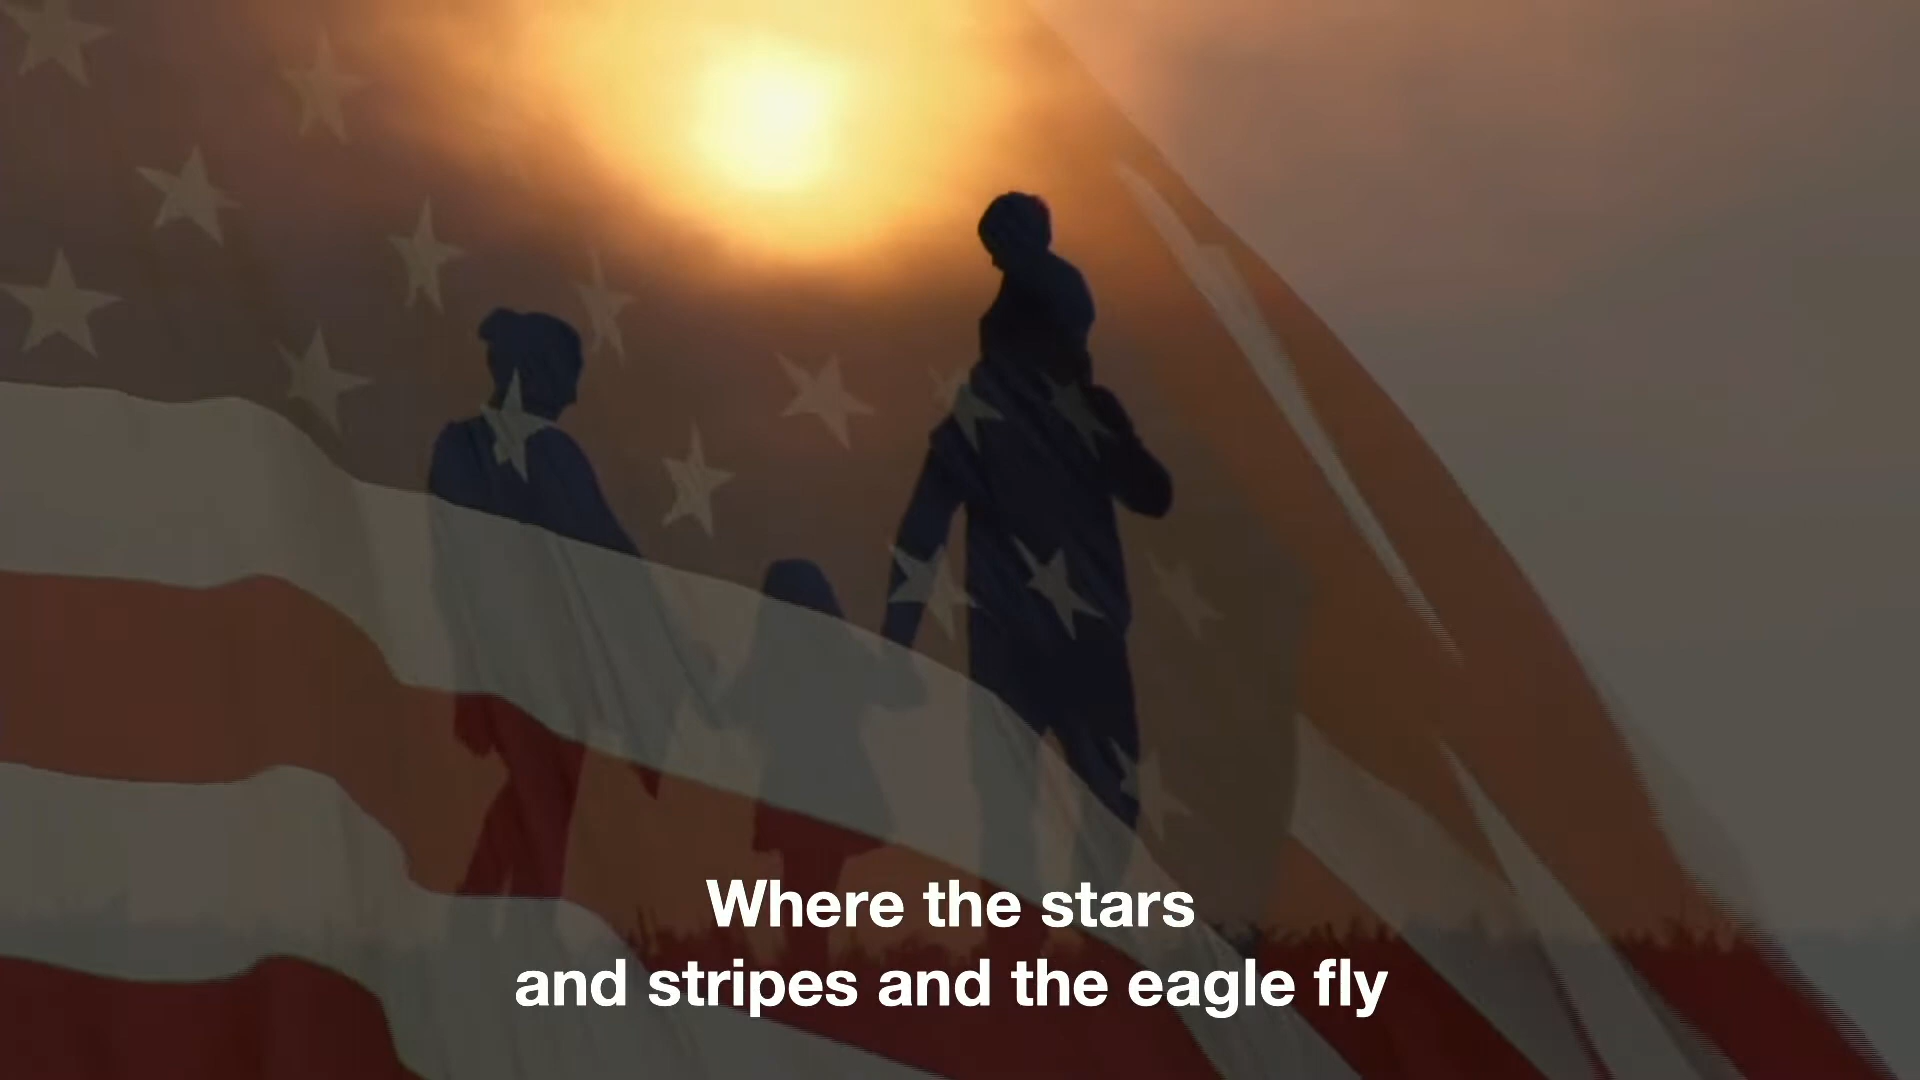 Where the stars
and stripes and the eagle fly